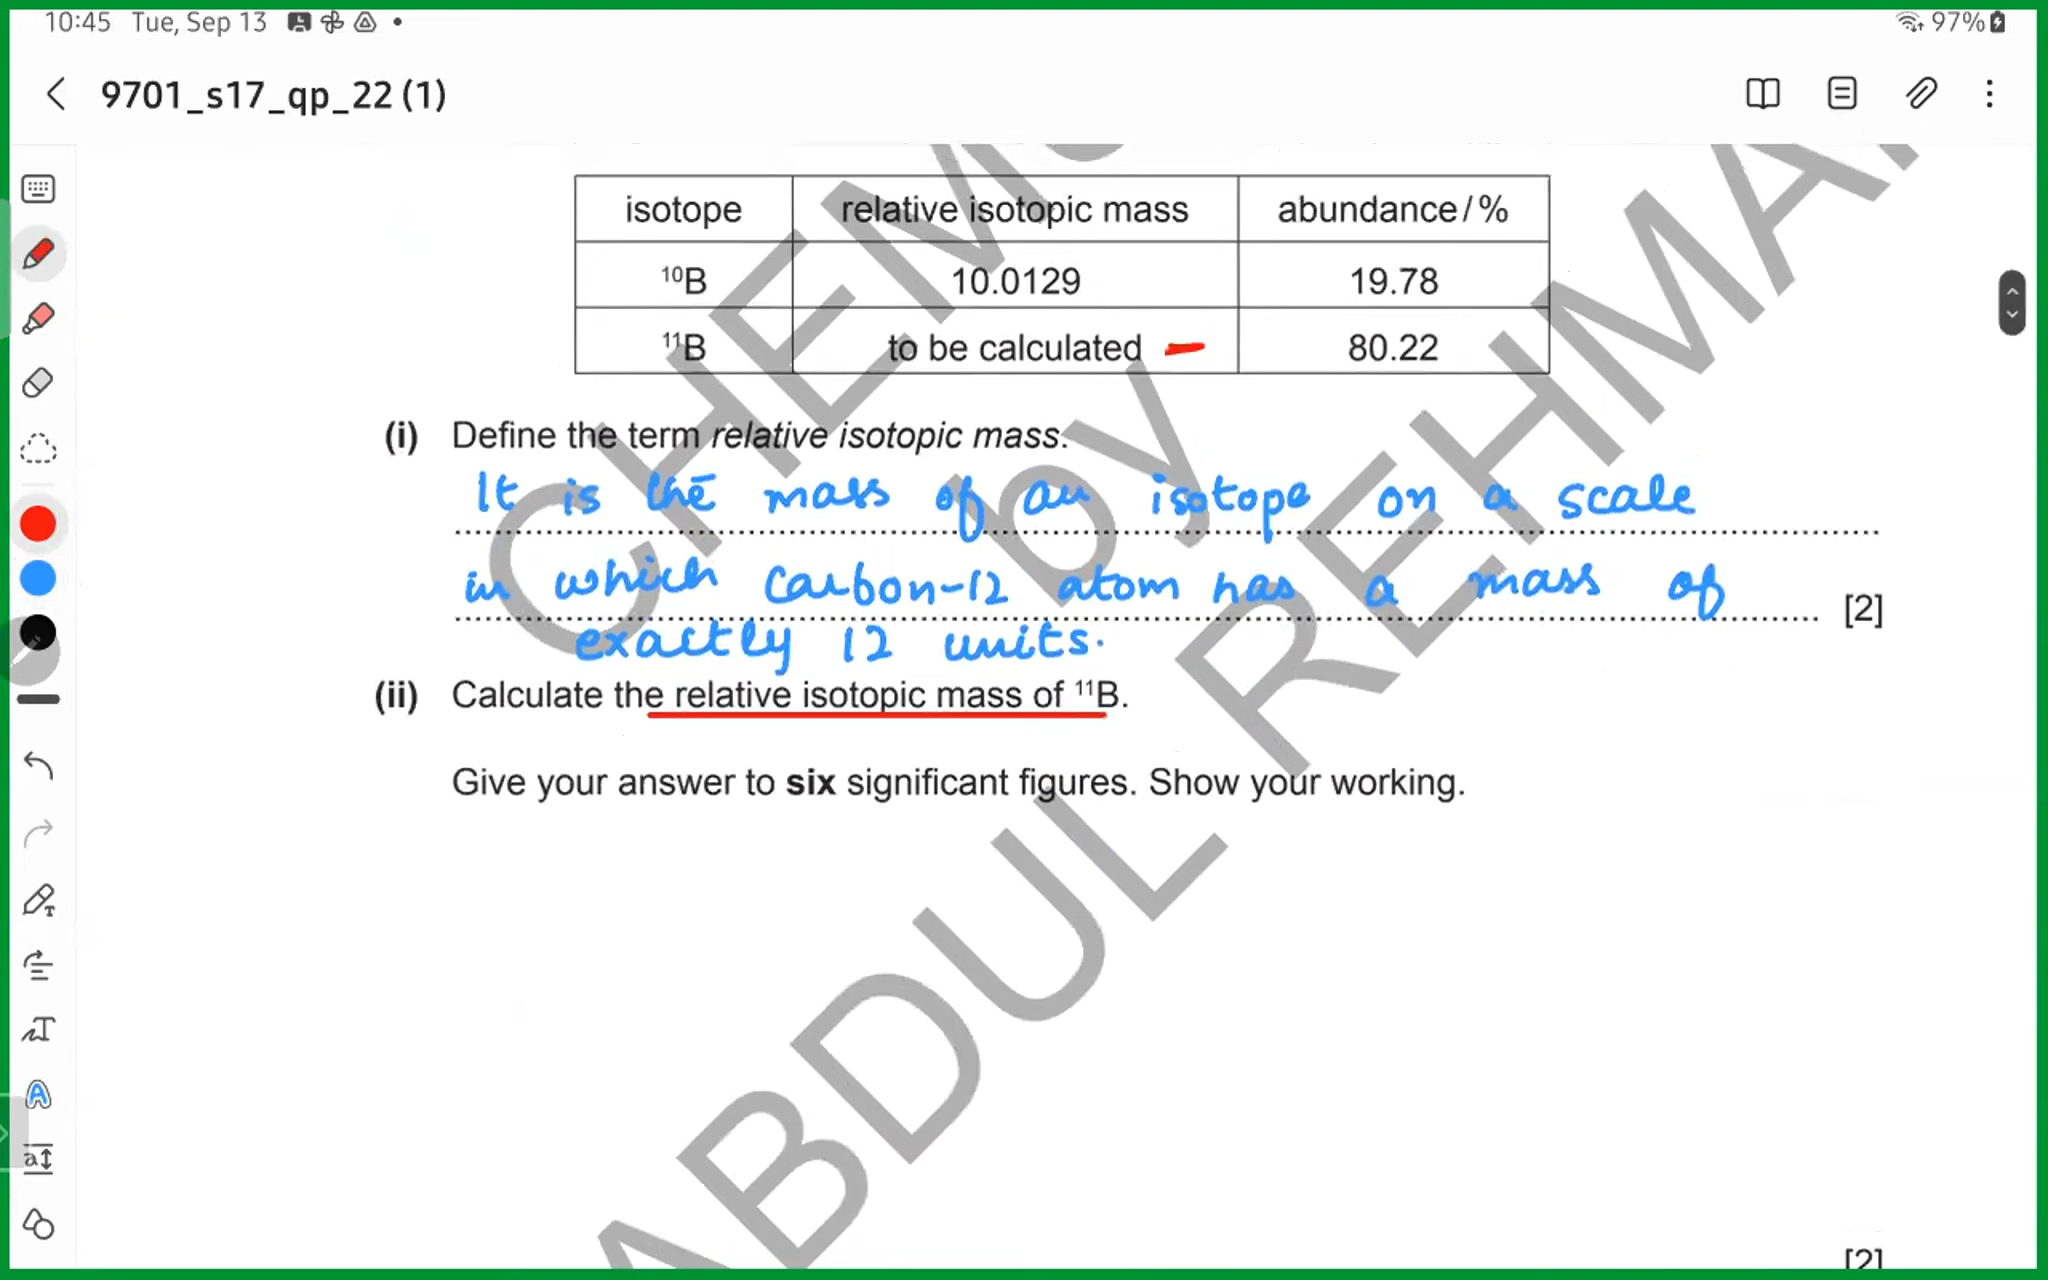 10:45 Tue, Sep 13
97%
9701_s17_qp_22 (1)
isotope relative isotopic mass abundance / %
¹⁰B 10.0129 19.78
¹¹B to be calculated 80.22
(i) Define the term relative isotopic mass.
It is the mass of an isotope on a scale
in which Carbon-12 atom has a mass of [2]
exactly 12 units.
(ii) Calculate the relative isotopic mass of ¹¹B.
Give your answer to six significant figures. Show your working.
[2]
by
ABDUL REHMAN